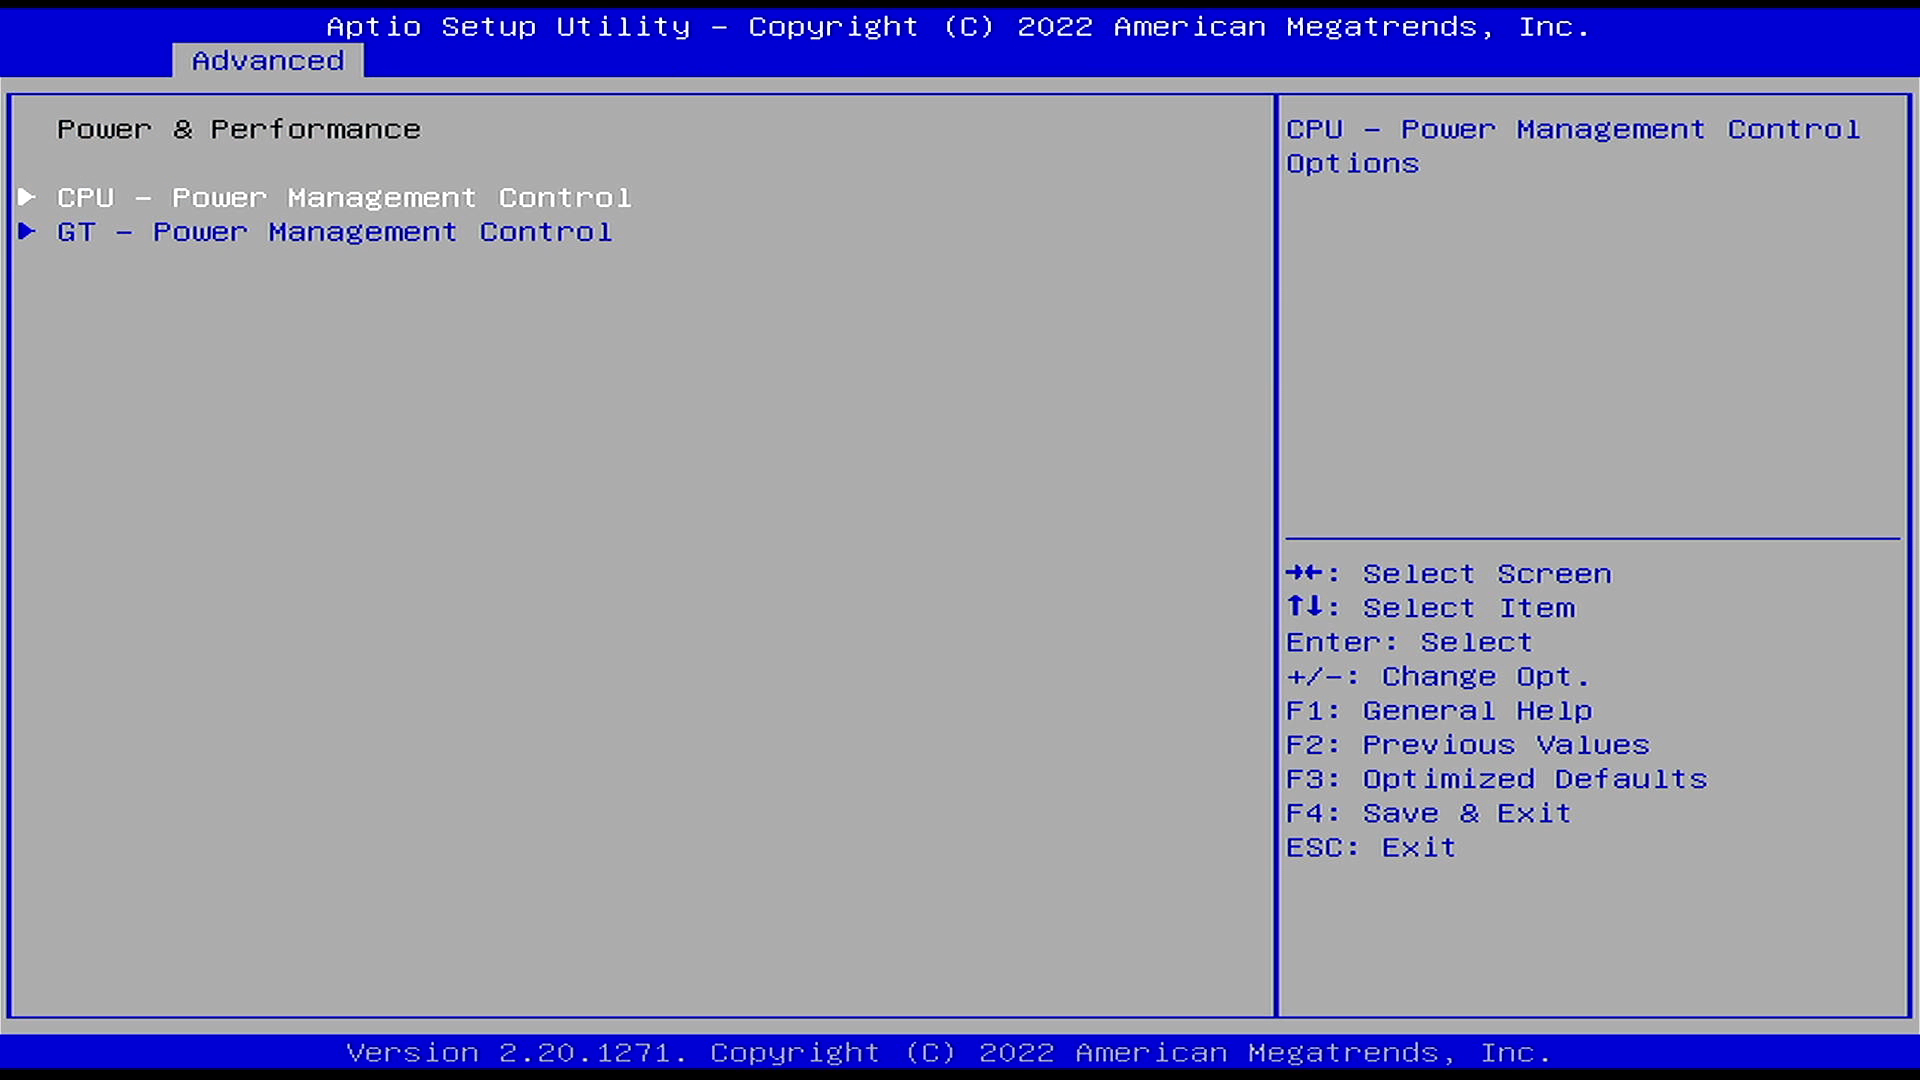 Aptio Setup Utility - Copyright (C) 2022 American Megatrends, Inc.
Advanced
Power & Performance
► CPU - Power Management Control
► GT - Power Management Control
CPU - Power Management Control
Options
→←: Select Screen
↑↓: Select Item
Enter: Select
+/-: Change Opt.
F1: General Help
F2: Previous Values
F3: Optimized Defaults
F4: Save & Exit
ESC: Exit
Version 2.20.1271. Copyright (C) 2022 American Megatrends, Inc.